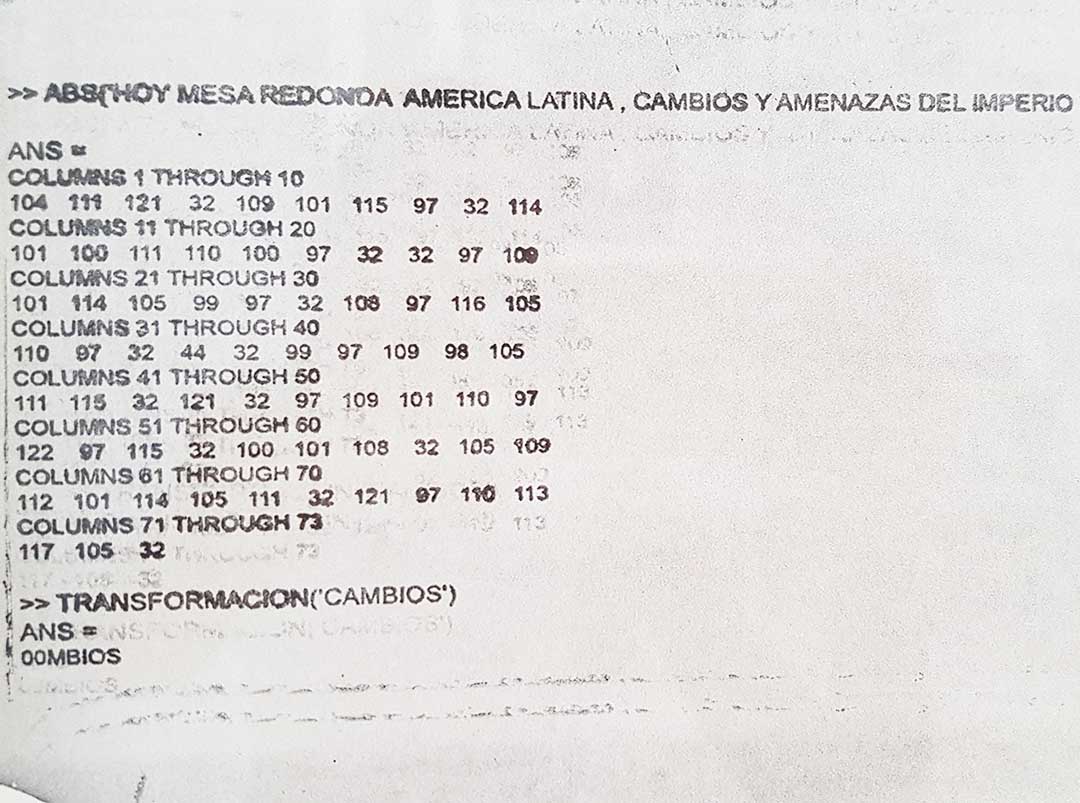 >> ABS('HOY MESA REDONDA AMERICA LATINA , CAMBIOS Y AMENAZAS DEL IMPERIO
ANS =
COLUMNS 1 THROUGH 10
104 111 121 32 109 101 115 97 32 114
COLUMNS 11 THROUGH 20
101 100 111 110 100 97 32 32 97 109
COLUMNS 21 THROUGH 30
101 114 105 99 97 32 108 97 116 105
COLUMNS 31 THROUGH 40
110 97 32 44 32 99 97 109 98 105
COLUMNS 41 THROUGH 50
111 115 32 121 32 97 109 101 110 97
COLUMNS 51 THROUGH 60
122 97 115 32 100 101 108 32 105 109
COLUMNS 61 THROUGH 70
112 101 114 105 111 32 121 97 110 113
COLUMNS 71 THROUGH 73
117 105 32
>> TRANSFORMACION('CAMBIOS')
ANS =
00MBIOS